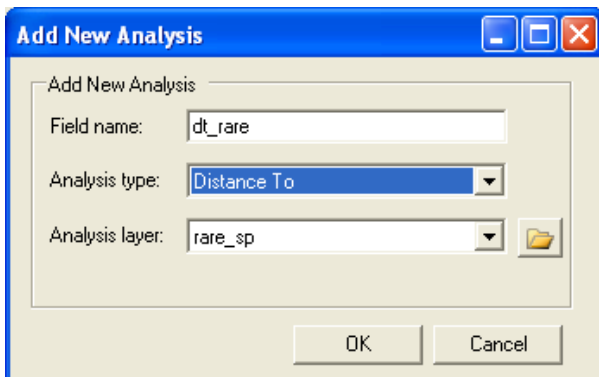 Add New Analysis
Add New Analysis
Field name: dt_rare
Analysis type: Distance To
Analysis layer: rare_sp
OK Cancel